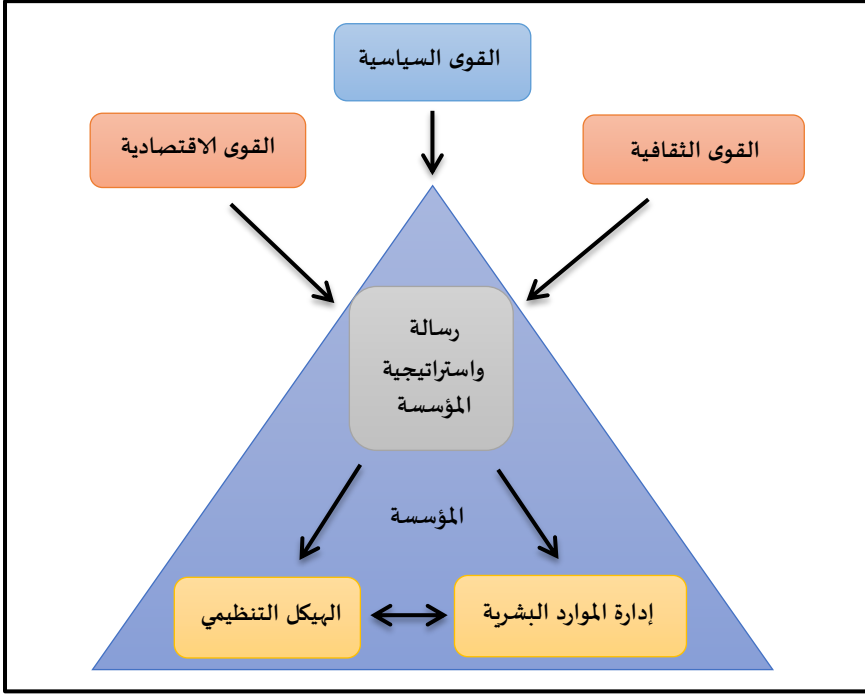 القوى السياسية
القوى الثقافية
القوى الاقتصادية
رسالة
واستراتيجية
المؤسسة
المؤسسة
إدارة الموارد البشرية
الهيكل التنظيمي